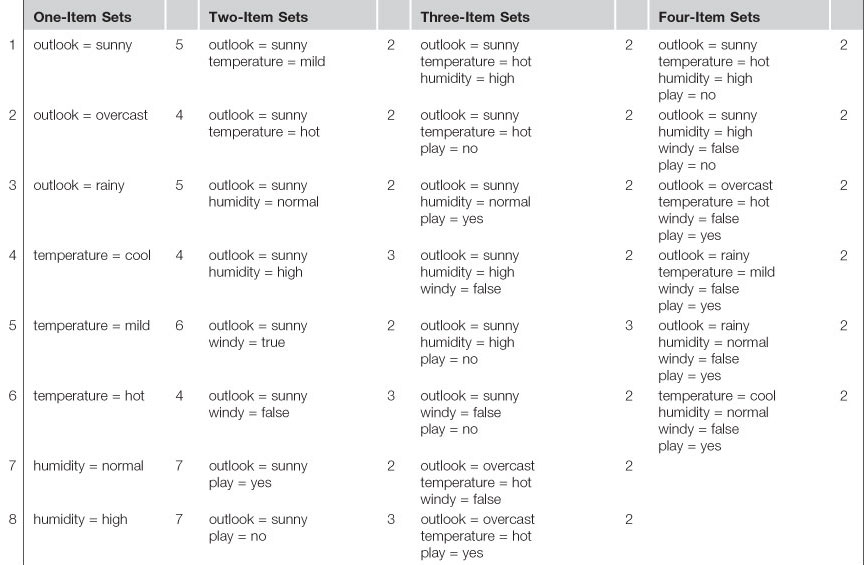 One-Item Sets Two-Item Sets Three-Item Sets Four-Item Sets
1 outlook = sunny 5 outlook = sunny 2 outlook = sunny 2 outlook = sunny 2
temperature = mild temperature = hot temperature = hot
humidity = high humidity = high
play = no
2 outlook = overcast 4 outlook = sunny 2 outlook = sunny 2 outlook = sunny 2
temperature = hot temperature = hot humidity = high
play = no windy = false
play = no
3 outlook = rainy 5 outlook = sunny 2 outlook = sunny 2 outlook = overcast 2
humidity = normal humidity = normal temperature = hot
play = yes windy = false
play = yes
4 temperature = cool 4 outlook = sunny 3 outlook = sunny 2 outlook = rainy 2
humidity = high humidity = high temperature = mild
windy = false windy = false
play = yes
5 temperature = mild 6 outlook = sunny 2 outlook = sunny 3 outlook = rainy 2
windy = true humidity = high humidity = normal
play = no windy = false
play = yes
6 temperature = hot 4 outlook = sunny 3 outlook = sunny 2 temperature = cool 2
windy = false windy = false humidity = normal
play = no windy = false
play = yes
7 humidity = normal 7 outlook = sunny 2 outlook = overcast 2
play = yes temperature = hot
windy = false
8 humidity = high 7 outlook = sunny 3 outlook = overcast 2
play = no temperature = hot
play = yes